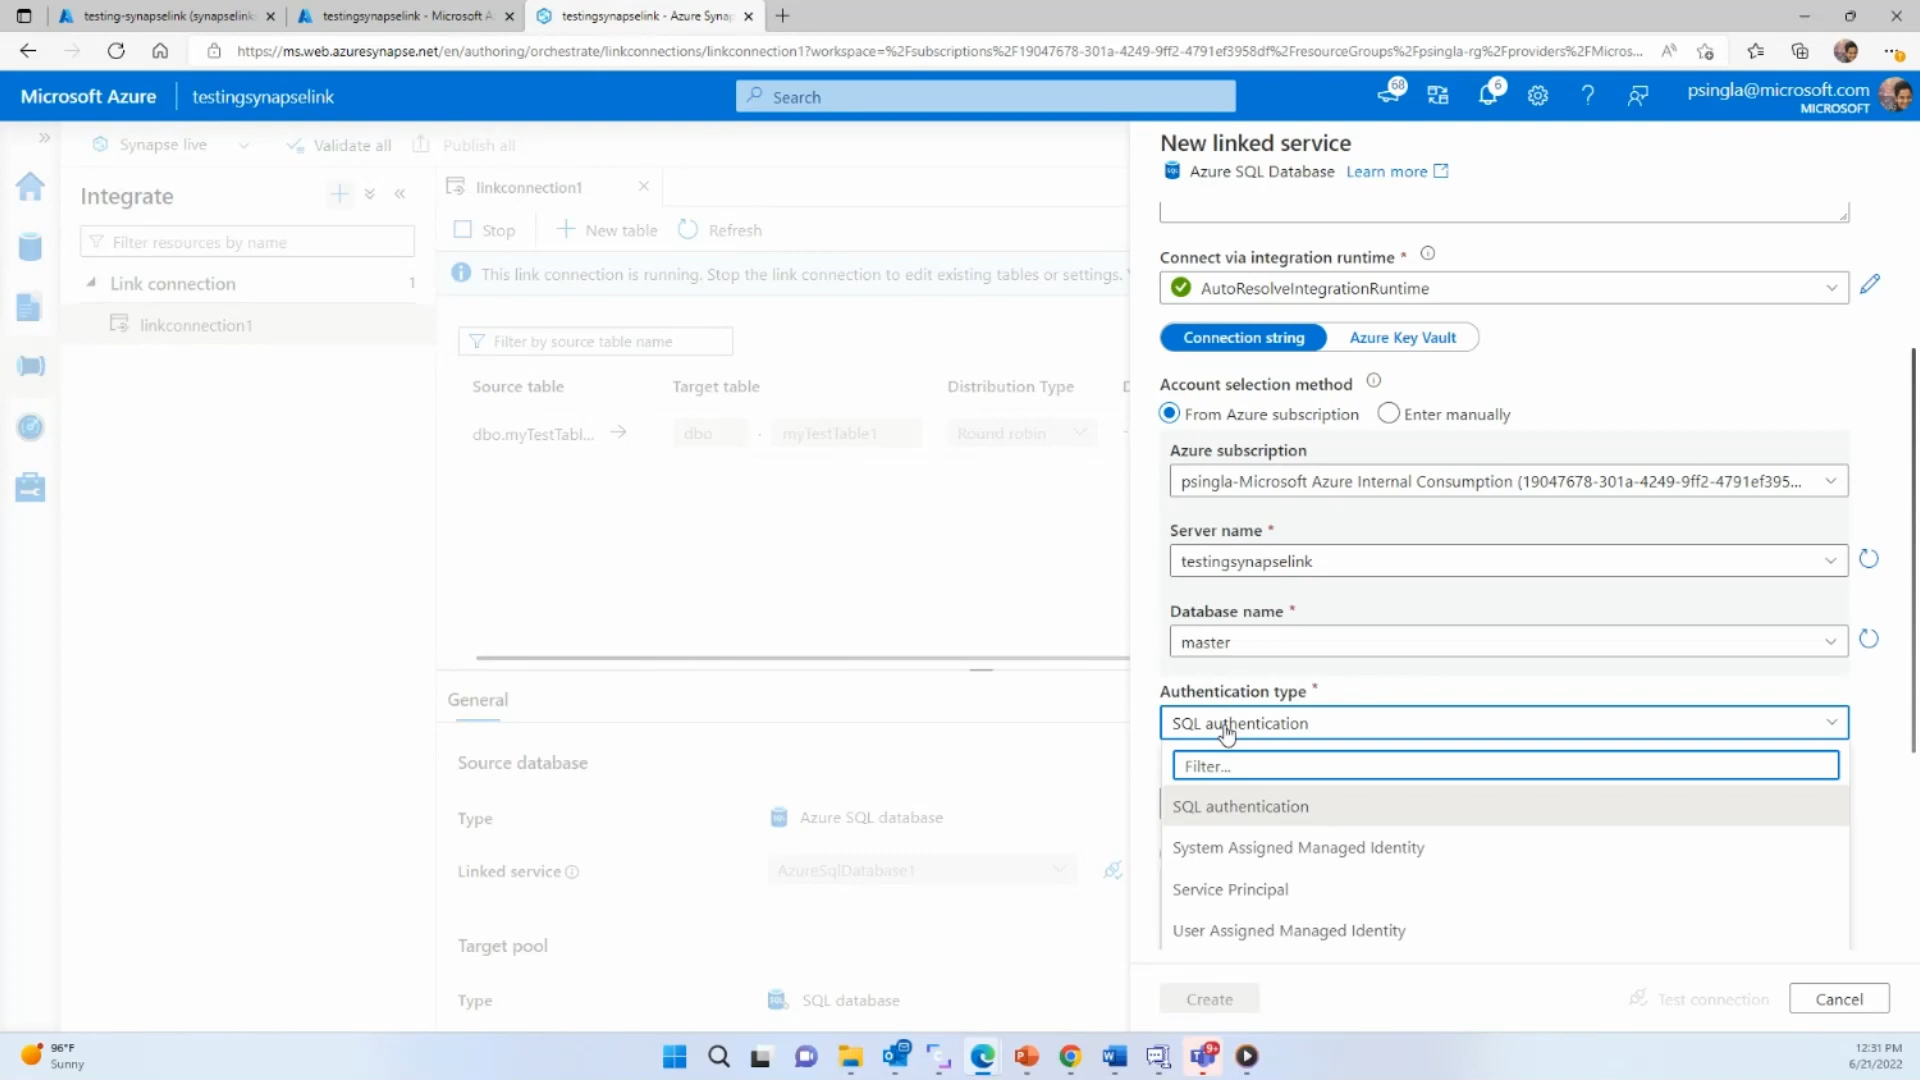 testing-synapselink (synapselink
testingsynapselink - Microsoft A
testingsynapselink - Azure Synap
https://ms.web.azuresynapse.net/en/authoring/orchestrate/linkconnections/linkconnection1?workspace=%2Fsubscriptions%2F19047678-301a-4249-9ff2-4791ef3958df%2FresourceGroups%2Fpsingla-rg%2Fproviders%2FMicros...
Microsoft Azure
testingsynapselink
Search
68
6
psingla@microsoft.com
MICROSOFT
Synapse live
Validate all
Publish all
Integrate
Filter resources by name
Link connection 1
linkconnection1
linkconnection1
Stop
New table
Refresh
This link connection is running. Stop the link connection to edit existing tables or settings.
Filter by source table name
Source table
Target table
Distribution Type
dbo.myTestTabl...
dbo . myTestTable1
Round robin
General
Source database
Type
Azure SQL database
Linked service
AzureSqlDatabase1
Target pool
Type
SQL database
New linked service
Azure SQL Database Learn more
Connect via integration runtime *
AutoResolveIntegrationRuntime
Connection string
Azure Key Vault
Account selection method
From Azure subscription
Enter manually
Azure subscription
psingla-Microsoft Azure Internal Consumption (19047678-301a-4249-9ff2-4791ef395...
Server name *
testingsynapselink
Database name *
master
Authentication type *
SQL authentication
Filter...
SQL authentication
System Assigned Managed Identity
Service Principal
User Assigned Managed Identity
Create
Test connection
Cancel
96°F
Sunny
9+
12:31 PM
6/21/2022